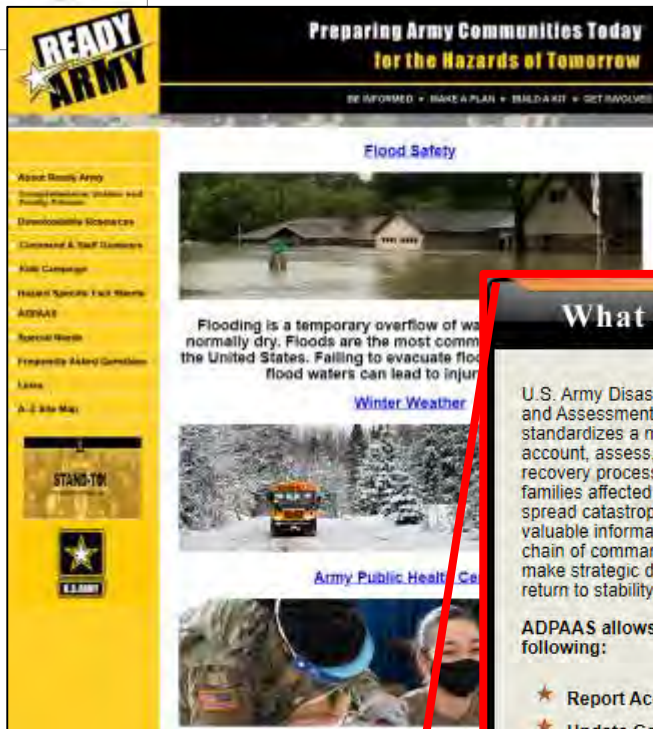 READY
ARMY
Preparing Army Communities Today
for the Hazards of Tomorrow
BE INFORMED • MAKE A PLAN • BUILD A KIT • GET INVOLVED
About Ready Army
Downloadable Resources
Command & Staff Guidance
Kids Campaign
Hazard Specific Fact Sheets
ADPAAS
Special Needs
Frequently Asked Questions
Links
A-Z Site Map
STAND-TO!
U.S.ARMY
Flood Safety
Flooding is a temporary overflow of wa
normally dry. Floods are the most comm
the United States. Failing to evacuate floo
flood waters can lead to injur
Winter Weather
Army Public Health Ce
What
U.S. Army Disas
and Assessment
standardizes a m
account, assess
recovery process
families affected
spread catastrop
valuable informa
chain of comman
make strategic d
return to stability
ADPAAS allows
following:
Report Ac